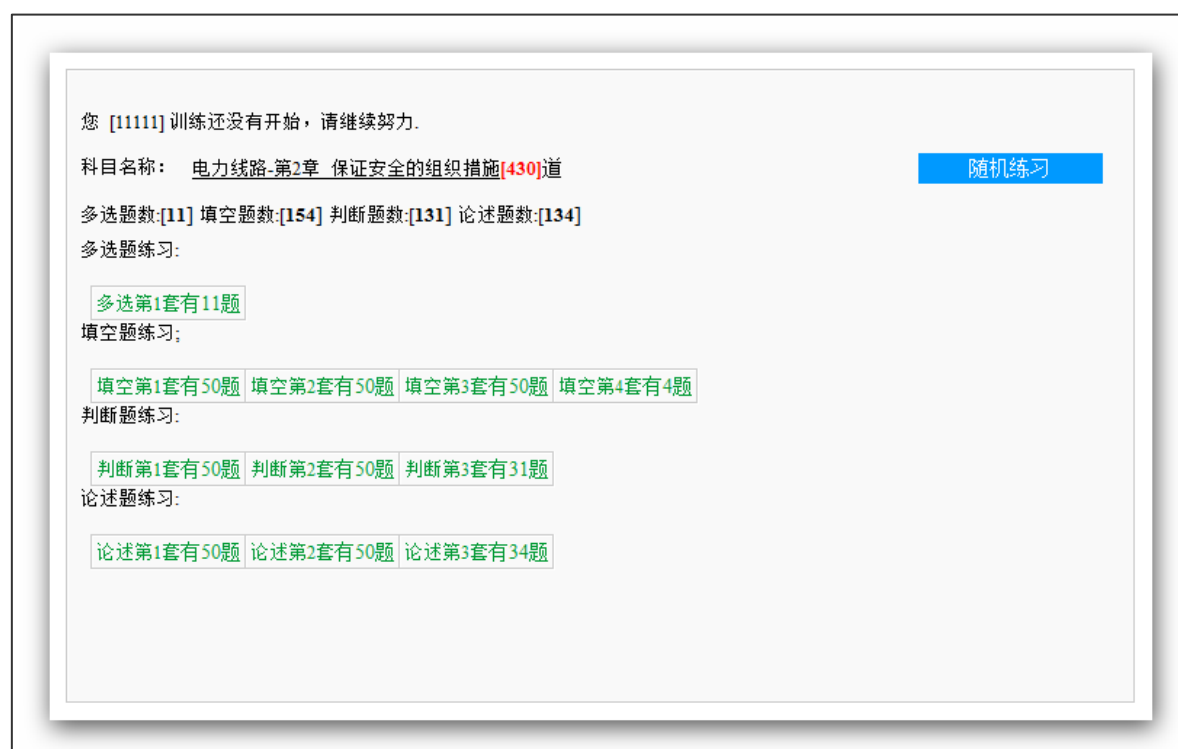 您 [11111] 训练还没有开始，请继续努力.
科目名称： 电力线路-第2章 保证安全的组织措施[430]道 随机练习
多选题数:[11] 填空题数:[154] 判断题数:[131] 论述题数:[134]
多选题练习:
多选第1套有11题
填空题练习;
填空第1套有50题 填空第2套有50题 填空第3套有50题 填空第4套有4题
判断题练习:
判断第1套有50题 判断第2套有50题 判断第3套有31题
论述题练习:
论述第1套有50题 论述第2套有50题 论述第3套有34题